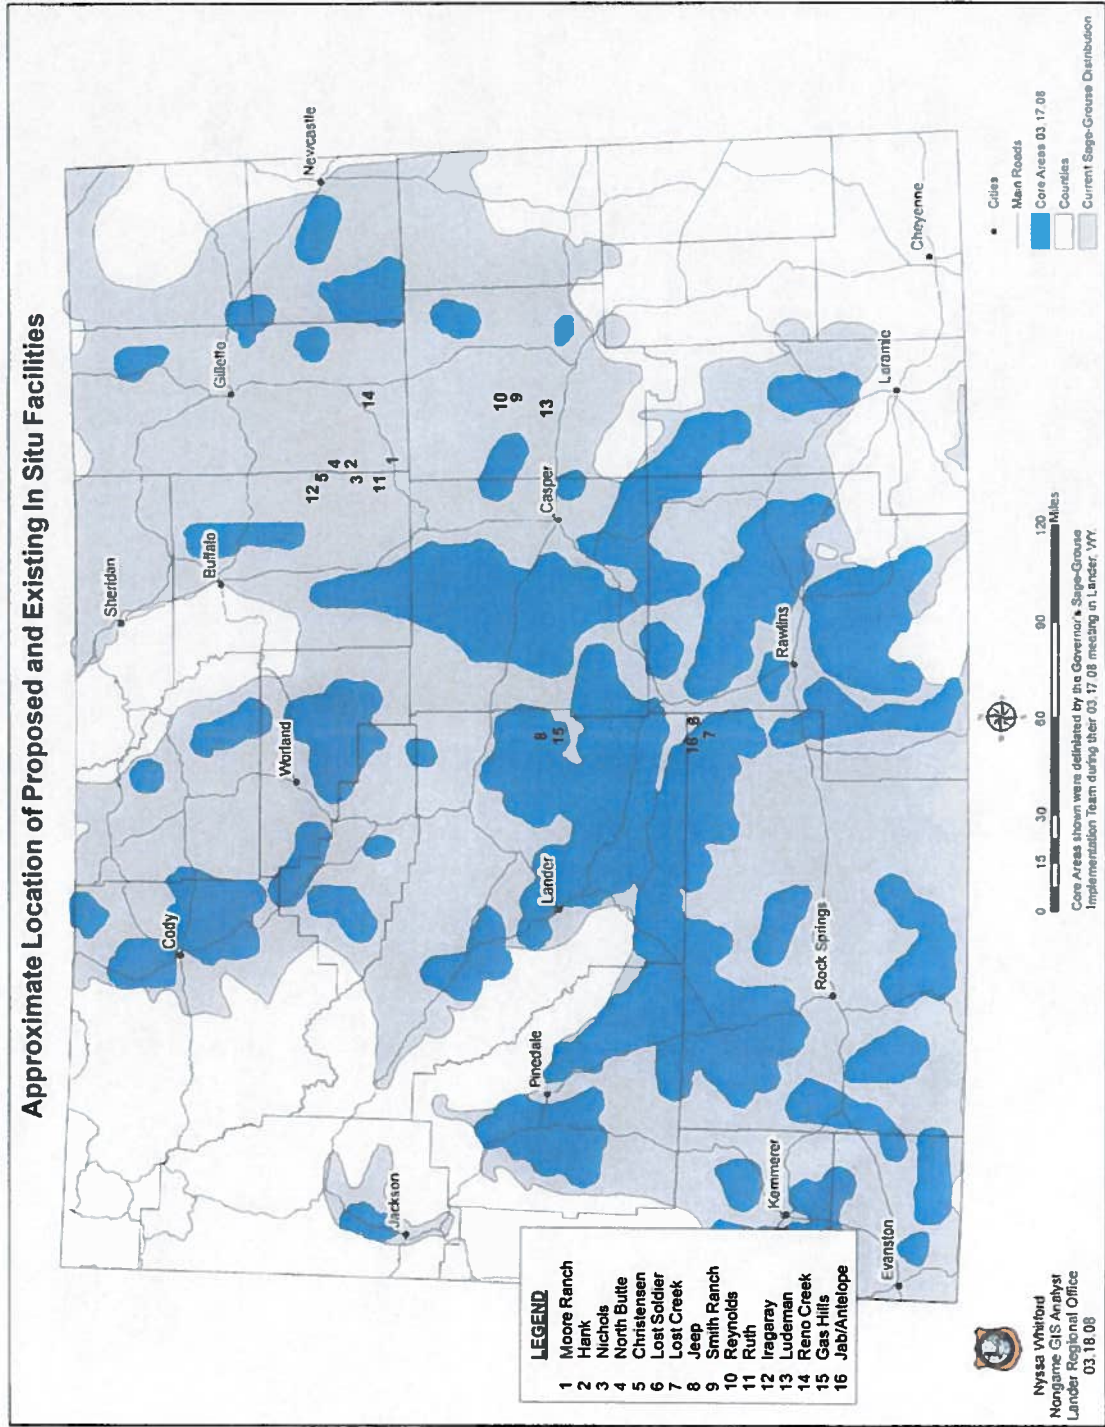 Approximate Location of Proposed and Existing In Situ Facilities
Sheridan
Cody
Buffalo
Gillette
Newcastle
Worland
Jackson
12
5
4
3
2
11
1
14
Pinedale
Lander
8
15
Casper
10
9
13
16
6
7
Kemmerer
Rock Springs
Rawlins
Evanston
Laramie
Cheyenne
LEGEND
1 Moore Ranch
2 Hank
3 Nichols
4 North Butte
5 Christensen
6 Lost Soldier
7 Lost Creek
8 Jeep
9 Smith Ranch
10 Reynolds
11 Ruth
12 Iragaray
13 Ludeman
14 Reno Creek
15 Gas Hills
16 Jab/Antelope
Nyssa Whitford
Nongame GIS Analyst
Lander Regional Office
03.18.08
0 15 30 60 90 120
Miles
Core Areas shown were deliniated by the Governor's Sage-Grouse
Implementation Team during their 03.17.08 meeting in Lander, WY.
Cities
Main Roads
Core Areas 03.17.08
Counties
Current Sage-Grouse Distribution